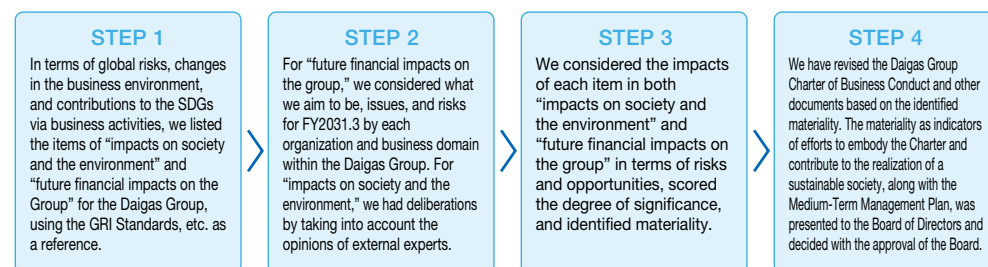 STEP 1
In terms of global risks, changes
in the business environment,
and contributions to the SDGs
via business activities, we listed
the items of “impacts on society
and the environment” and
“future financial impacts on the
Group” for the Daigas Group,
using the GRI Standards, etc. as
a reference.
STEP 2
For “future financial impacts on
the group,” we considered what
we aim to be, issues, and risks
for FY2031.3 by each
organization and business domain
within the Daigas Group. For
“impacts on society and the
environment,” we had deliberations
by taking into account the
opinions of external experts.
STEP 3
We considered the impacts
of each item in both
“impacts on society and
the environment” and
“future financial impacts on
the group” in terms of risks
and opportunities, scored
the degree of significance,
and identified materiality.
STEP 4
We have revised the Daigas Group
Charter of Business Conduct and other
documents based on the identified
materiality. The materiality as indicators
of efforts to embody the Charter and
contribute to the realization of a
sustainable society, along with the
Medium-Term Management Plan, was
presented to the Board of Directors and
decided with the approval of the Board.